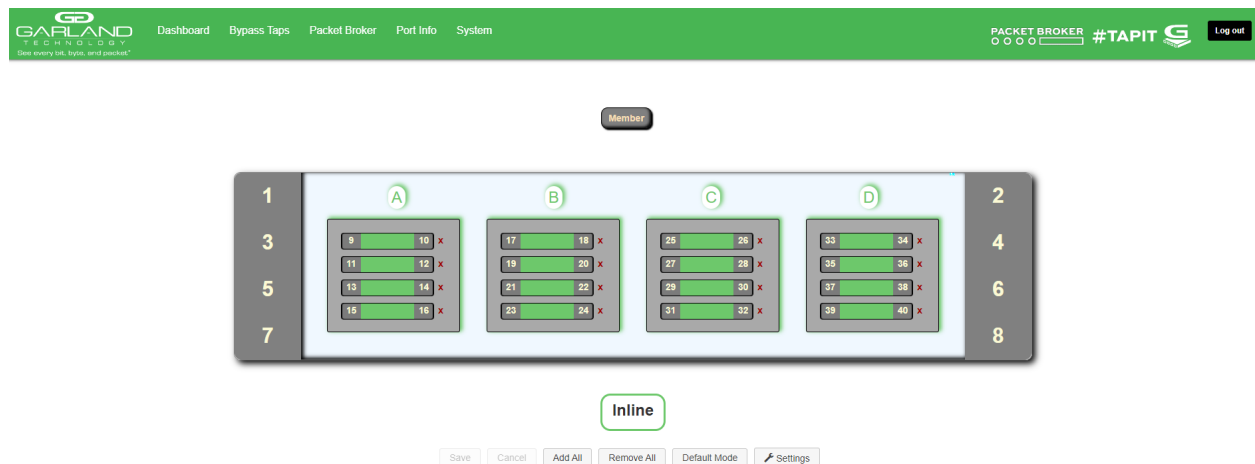 GARLAND
TECHNOLOGY
See every bit, byte, and packet®
Dashboard Bypass Taps Packet Broker Port Info System
PACKET BROKER
#TAPIT
Log out
Member
1 A B C D 2
3 9 10 x 17 18 x 25 26 x 33 34 x 4
11 12 x 19 20 x 27 28 x 35 36 x
5 13 14 x 21 22 x 29 30 x 37 38 x 6
15 16 x 23 24 x 31 32 x 39 40 x
7 8
Inline
Save Cancel Add All Remove All Default Mode Settings